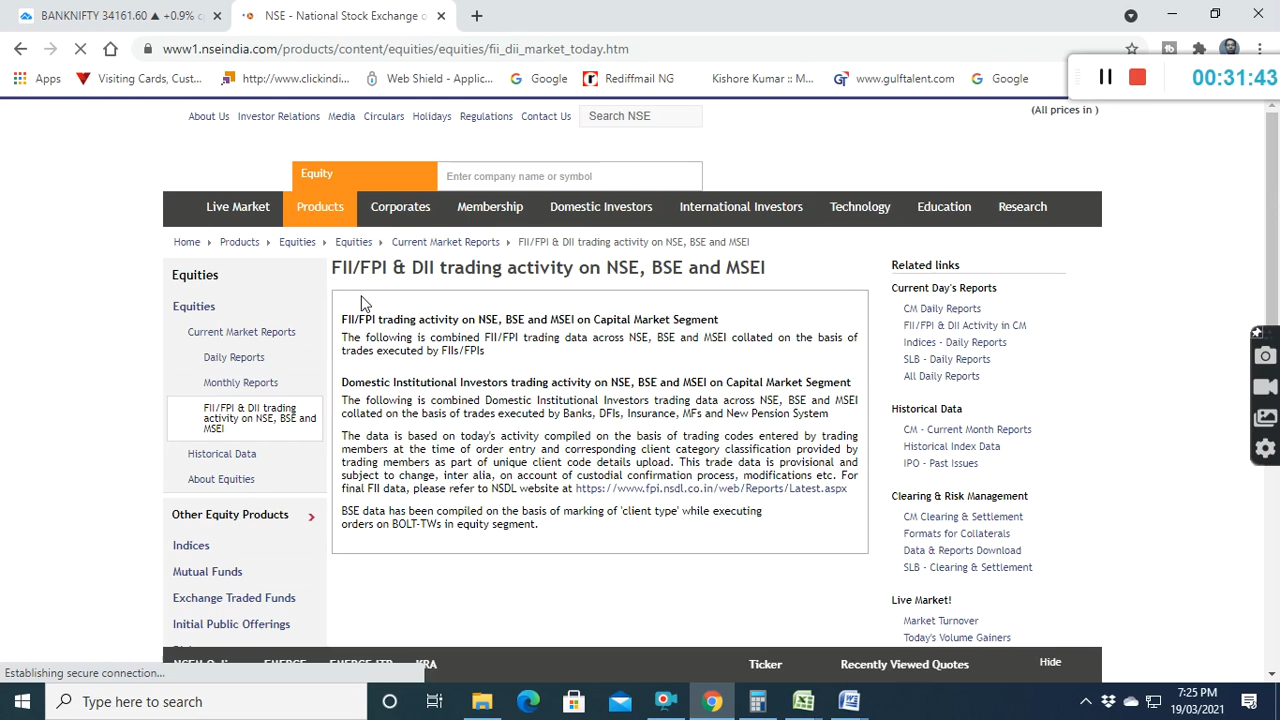 BANKNIFTY 34161.60 ▲ +0.9%
NSE - National Stock Exchange o
www1.nseindia.com/products/content/equities/equities/fii_dii_market_today.htm
Apps
Visiting Cards, Cust...
http://www.clickindi...
Web Shield - Applic...
Google
Rediffmail NG
Kishore Kumar :: M...
www.gulftalent.com
Google
00:31:43
About Us
Investor Relations
Media
Circulars
Holidays
Regulations
Contact Us
Search NSE
(All prices in )
Equity
Enter company name or symbol
Live Market
Products
Corporates
Membership
Domestic Investors
International Investors
Technology
Education
Research
Home
Products
Equities
Equities
Current Market Reports
FII/FPI & DII trading activity on NSE, BSE and MSEI
Equities
Equities
Current Market Reports
Daily Reports
Monthly Reports
FII/FPI & DII trading
activity on NSE, BSE and
MSEI
Historical Data
About Equities
Other Equity Products
Indices
Mutual Funds
Exchange Traded Funds
Initial Public Offerings
FII/FPI & DII trading activity on NSE, BSE and MSEI
FII/FPI trading activity on NSE, BSE and MSEI on Capital Market Segment
The following is combined FII/FPI trading data across NSE, BSE and MSEI collated on the basis of
trades executed by FIIs/FPIs
Domestic Institutional Investors trading activity on NSE, BSE and MSEI on Capital Market Segment
The following is combined Domestic Institutional Investors trading data across NSE, BSE and MSEI
collated on the basis of trades executed by Banks, DFIs, Insurance, MFs and New Pension System
The data is based on today's activity compiled on the basis of trading codes entered by trading
members at the time of order entry and corresponding client category classification provided by
trading members as part of unique client code details upload. This trade data is provisional and
subject to change, inter alia, on account of custodial confirmation process, modifications etc. For
final FII data, please refer to NSDL website at https://www.fpi.nsdl.co.in/web/Reports/Latest.aspx
BSE data has been compiled on the basis of marking of 'client type' while executing
orders on BOLT-TWs in equity segment.
Related links
Current Day's Reports
CM Daily Reports
FII/FPI & DII Activity in CM
Indices - Daily Reports
SLB - Daily Reports
All Daily Reports
Historical Data
CM - Current Month Reports
Historical Index Data
IPO - Past Issues
Clearing & Risk Management
CM Clearing & Settlement
Formats for Collaterals
Data & Reports Download
SLB - Clearing & Settlement
Live Market!
Market Turnover
Today's Volume Gainers
KRA
Ticker
Recently Viewed Quotes
Hide
Establishing secure connection...
Type here to search
7:25 PM
19/03/2021